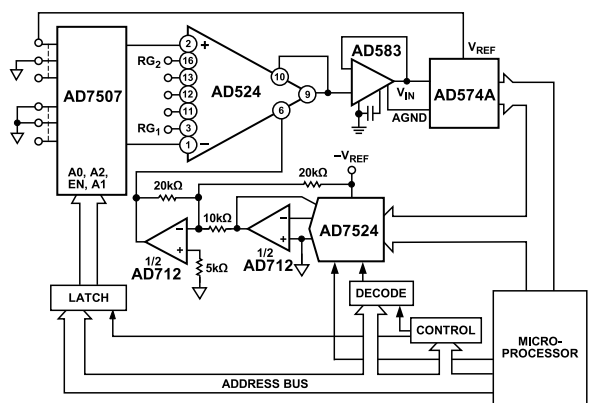 AD583
VREF
2
+
16
RG2
13
12
11
RG1
3
1
–
AD7507
AD524
10
9
6
VIN
AD574A
AGND
A0, A2,
EN, A1
–VREF
20kΩ
20kΩ
10kΩ
–
+
–
+
AD7524
1/2
AD712
5kΩ
1/2
AD712
LATCH
DECODE
CONTROL
MICRO-
PROCESSOR
ADDRESS BUS